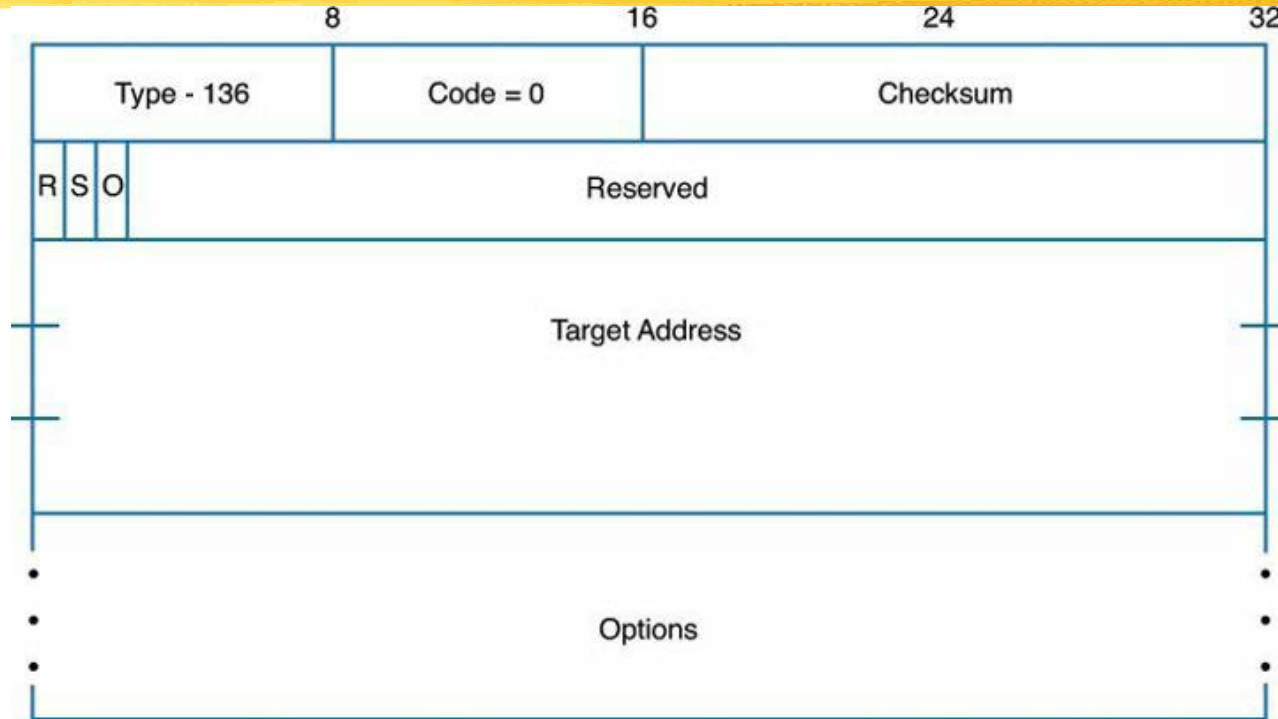 8 16 24 32
Type - 136 Code = 0 Checksum
R S O Reserved
Target Address
Options